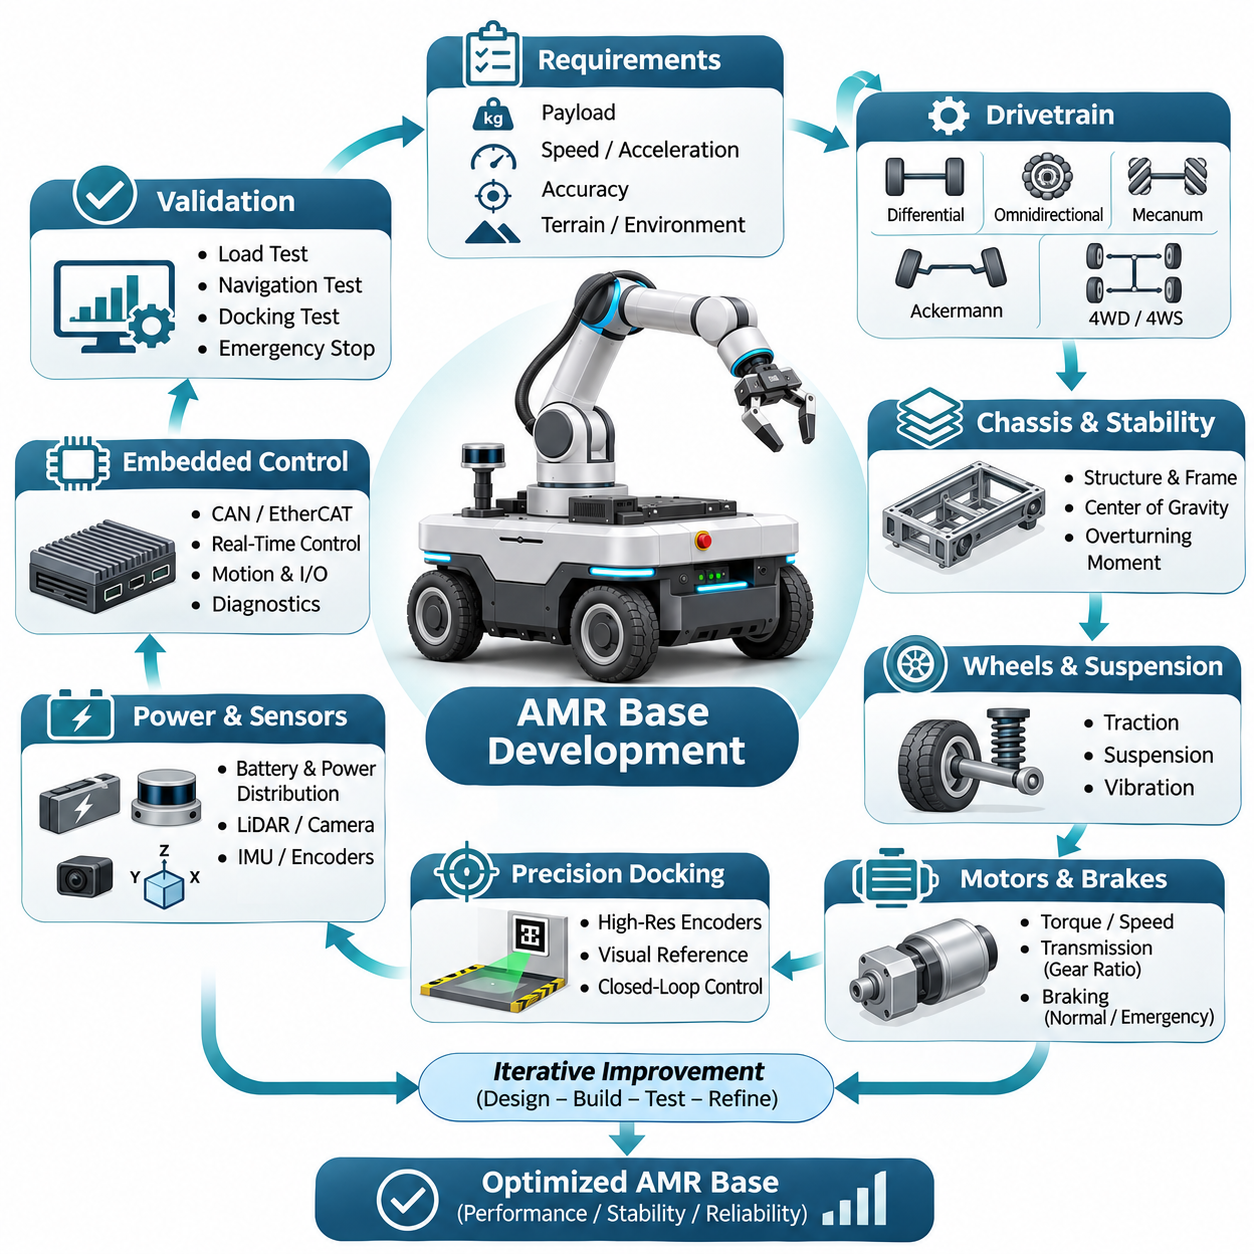 Requirements
kg
Payload
Speed / Acceleration
Accuracy
Terrain / Environment
Drivetrain
Differential
Omnidirectional
Mecanum
Ackermann
4WD / 4WS
Chassis & Stability
• Structure & Frame
• Center of Gravity
• Overturning
Moment
Wheels & Suspension
• Traction
• Suspension
• Vibration
Motors & Brakes
• Torque / Speed
• Transmission
(Gear Ratio)
• Braking
(Normal / Emergency)
Precision Docking
• High-Res Encoders
• Visual Reference
• Closed-Loop Control
Power & Sensors
• Battery & Power
Distribution
• LiDAR / Camera
• IMU / Encoders
Z
Y
X
Embedded Control
• CAN / EtherCAT
• Real-Time Control
• Motion & I/O
• Diagnostics
Validation
• Load Test
• Navigation Test
• Docking Test
• Emergency Stop
AMR Base
Development
Iterative Improvement
(Design – Build – Test – Refine)
Optimized AMR Base
(Performance / Stability / Reliability)